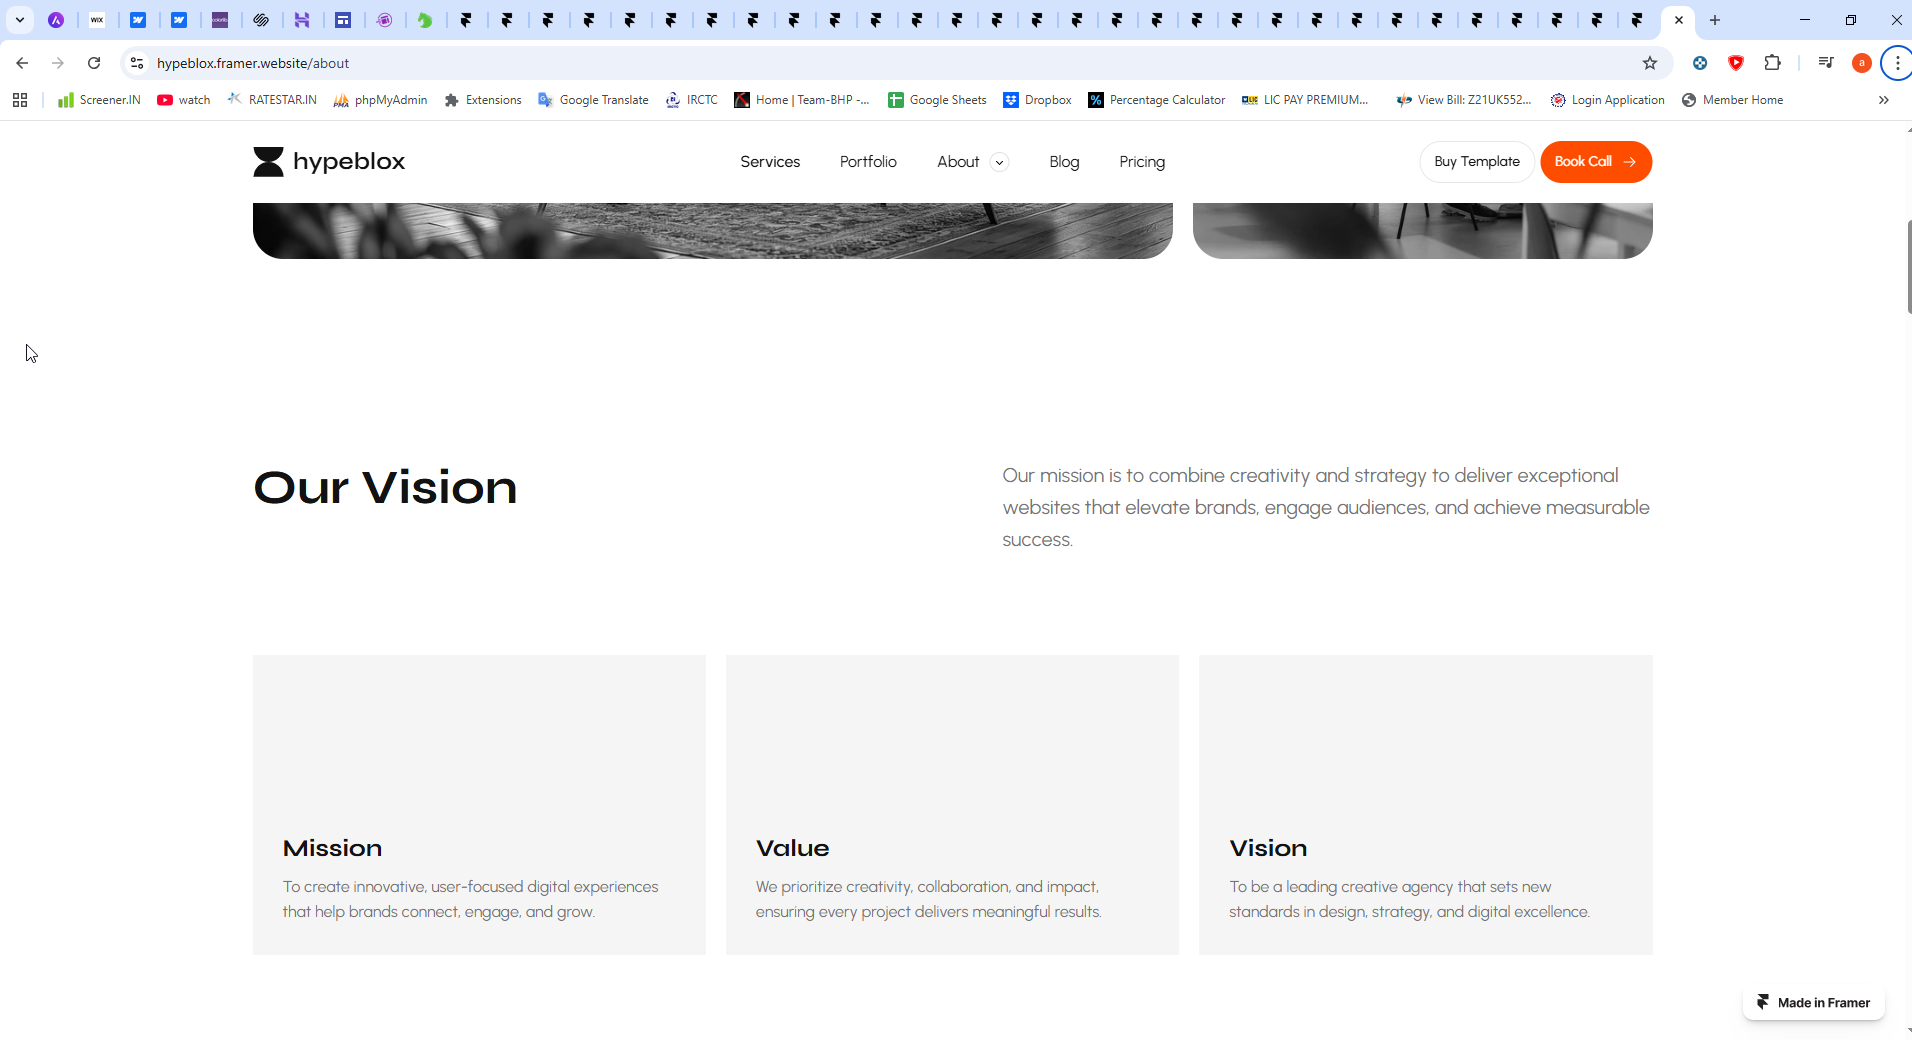 WIX
hypeblox.framer.website/about
a
Screener.IN
watch
RATESTAR.IN
phpMyAdmin
Extensions
Google Translate
IRCTC
Home | Team-BHP -...
Google Sheets
Dropbox
Percentage Calculator
LIC PAY PREMIUM...
View Bill: Z21UK552...
Login Application
Member Home
hypeblox
Services
Portfolio
About
Blog
Pricing
Buy Template
Book Call
Our Vision
Our mission is to combine creativity and strategy to deliver exceptional
websites that elevate brands, engage audiences, and achieve measurable
success.
Mission
To create innovative, user-focused digital experiences
that help brands connect, engage, and grow.
Value
We prioritize creativity, collaboration, and impact,
ensuring every project delivers meaningful results.
Vision
To be a leading creative agency that sets new
standards in design, strategy, and digital excellence.
Made in Framer